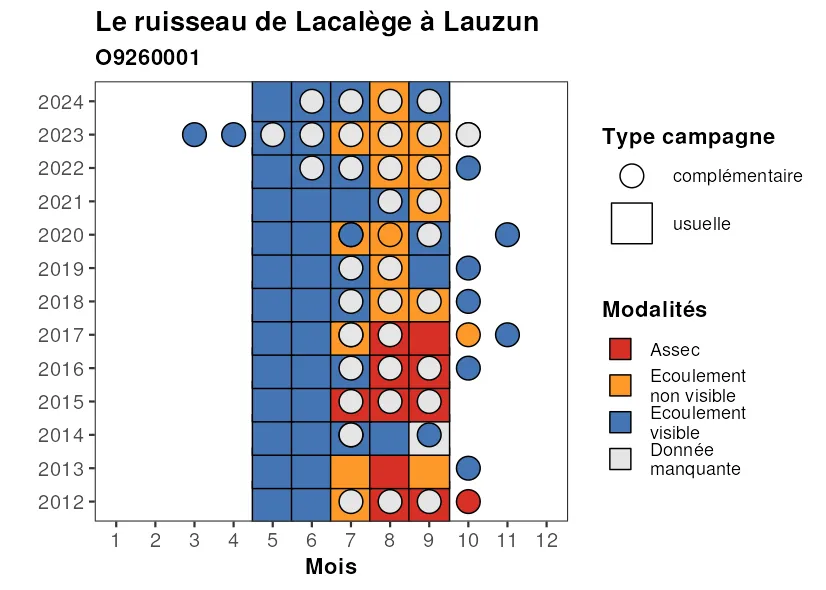 Le ruisseau de Lacalège à Lauzun
O9260001
2024
2023
2022
2021
2020
2019
2018
2017
2016
2015
2014
2013
2012
1 2 3 4 5 6 7 8 9 10 11 12
Mois
Type campagne
complémentaire
usuelle
Modalités
Assec
Ecoulement
non visible
Ecoulement
visible
Donnée
manquante